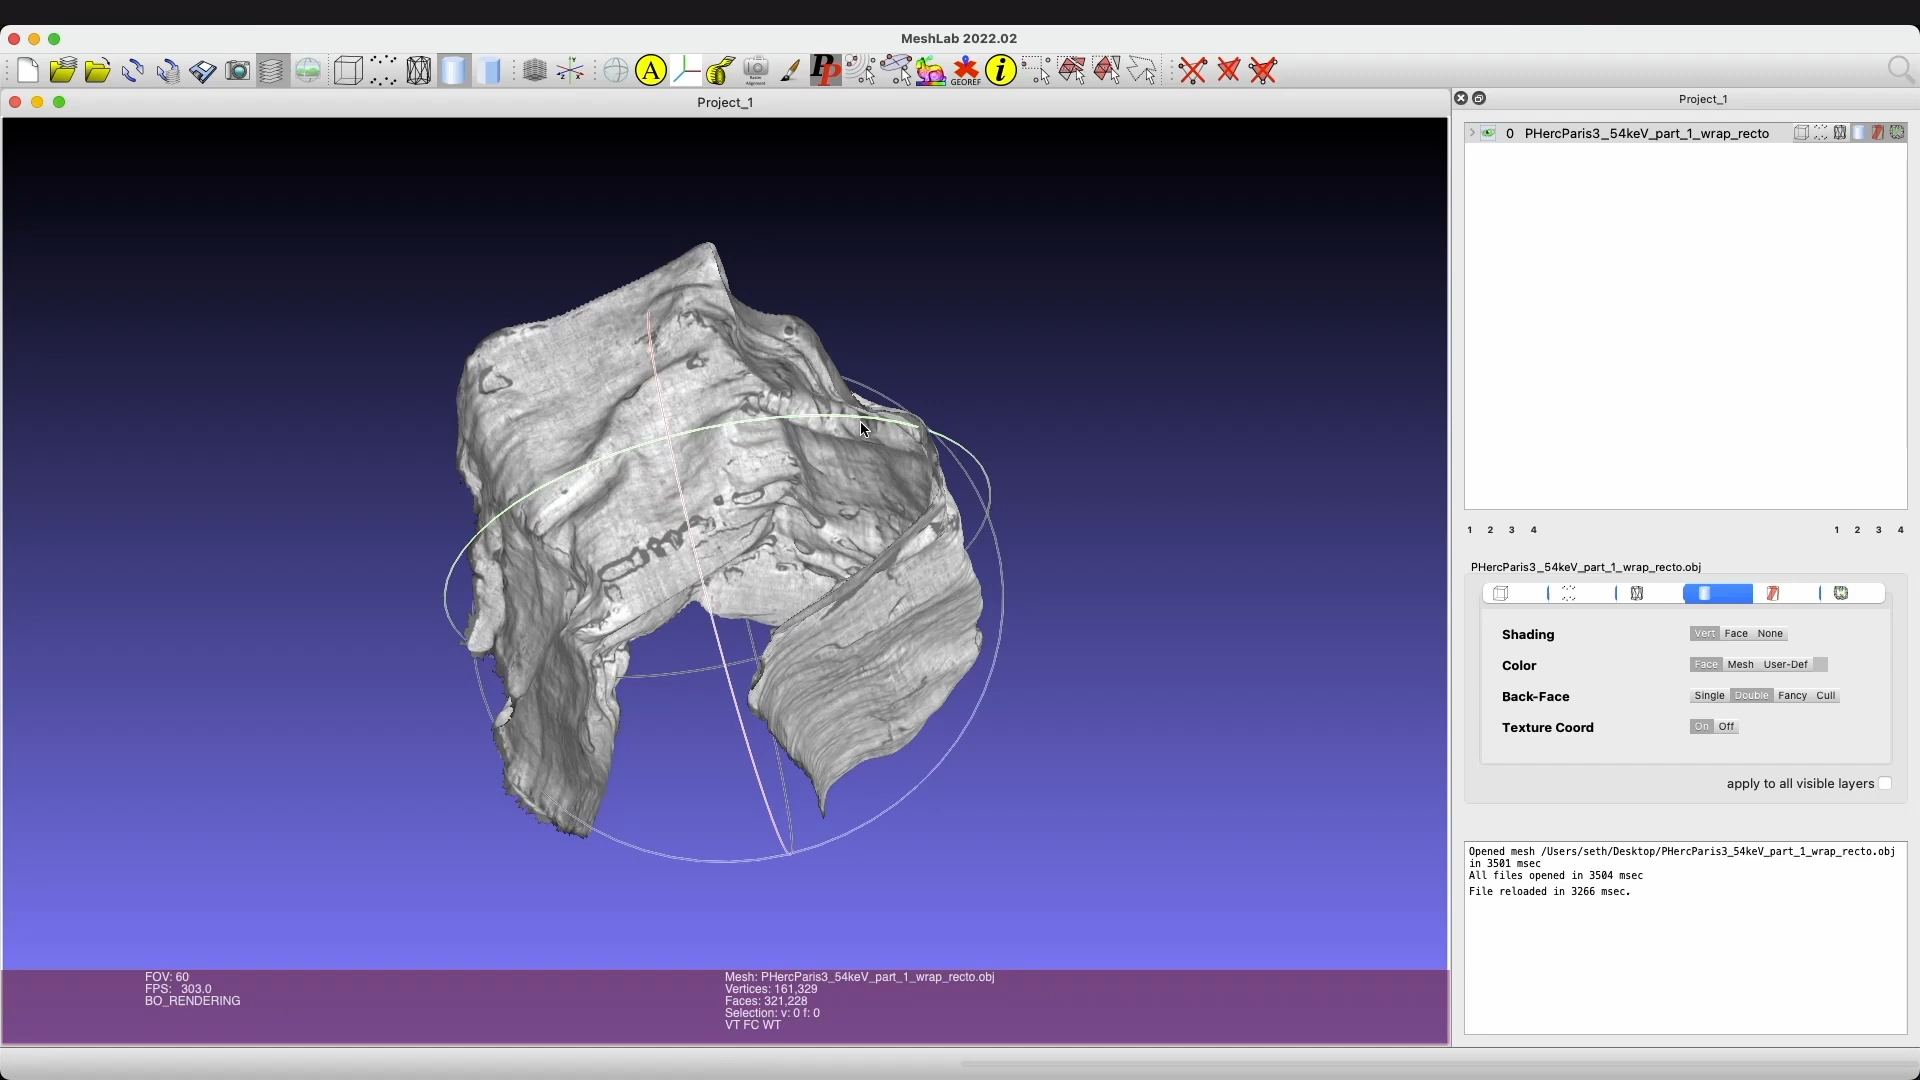 MeshLab 2022.02
A
Pp
GEOREF
i
Project_1
Project_1
0 PHercParis3_54keV_part_1_wrap_recto
1 2 3 4
1 2 3 4
PHercParis3_54keV_part_1_wrap_recto.obj
Shading Vert Face None
Color Face Mesh User-Def
Back-Face Single Double Fancy Cull
Texture Coord On Off
apply to all visible layers
Opened mesh /Users/seth/Desktop/PHercParis3_54keV_part_1_wrap_recto.obj
in 3501 msec
All files opened in 3504 msec
File reloaded in 3266 msec.
FOV: 60
FPS: 303.0
BO_RENDERING
Mesh: PHercParis3_54keV_part_1_wrap_recto.obj
Vertices: 161,329
Faces: 321,228
Selection: v: 0 f: 0
VT FC WT